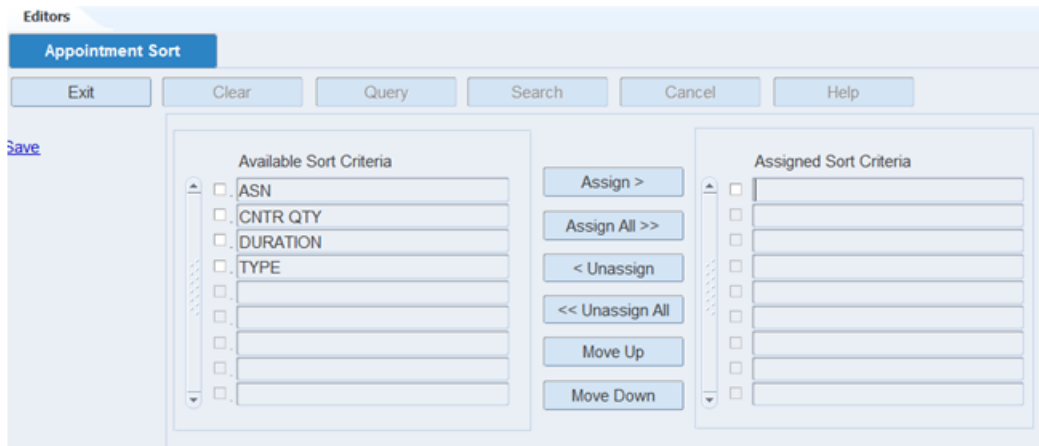 Editors
Appointment Sort
Exit Clear Query Search Cancel Help
Save
Available Sort Criteria
ASN
CNTR QTY
DURATION
TYPE
Assign >
Assign All >>
< Unassign
<< Unassign All
Move Up
Move Down
Assigned Sort Criteria